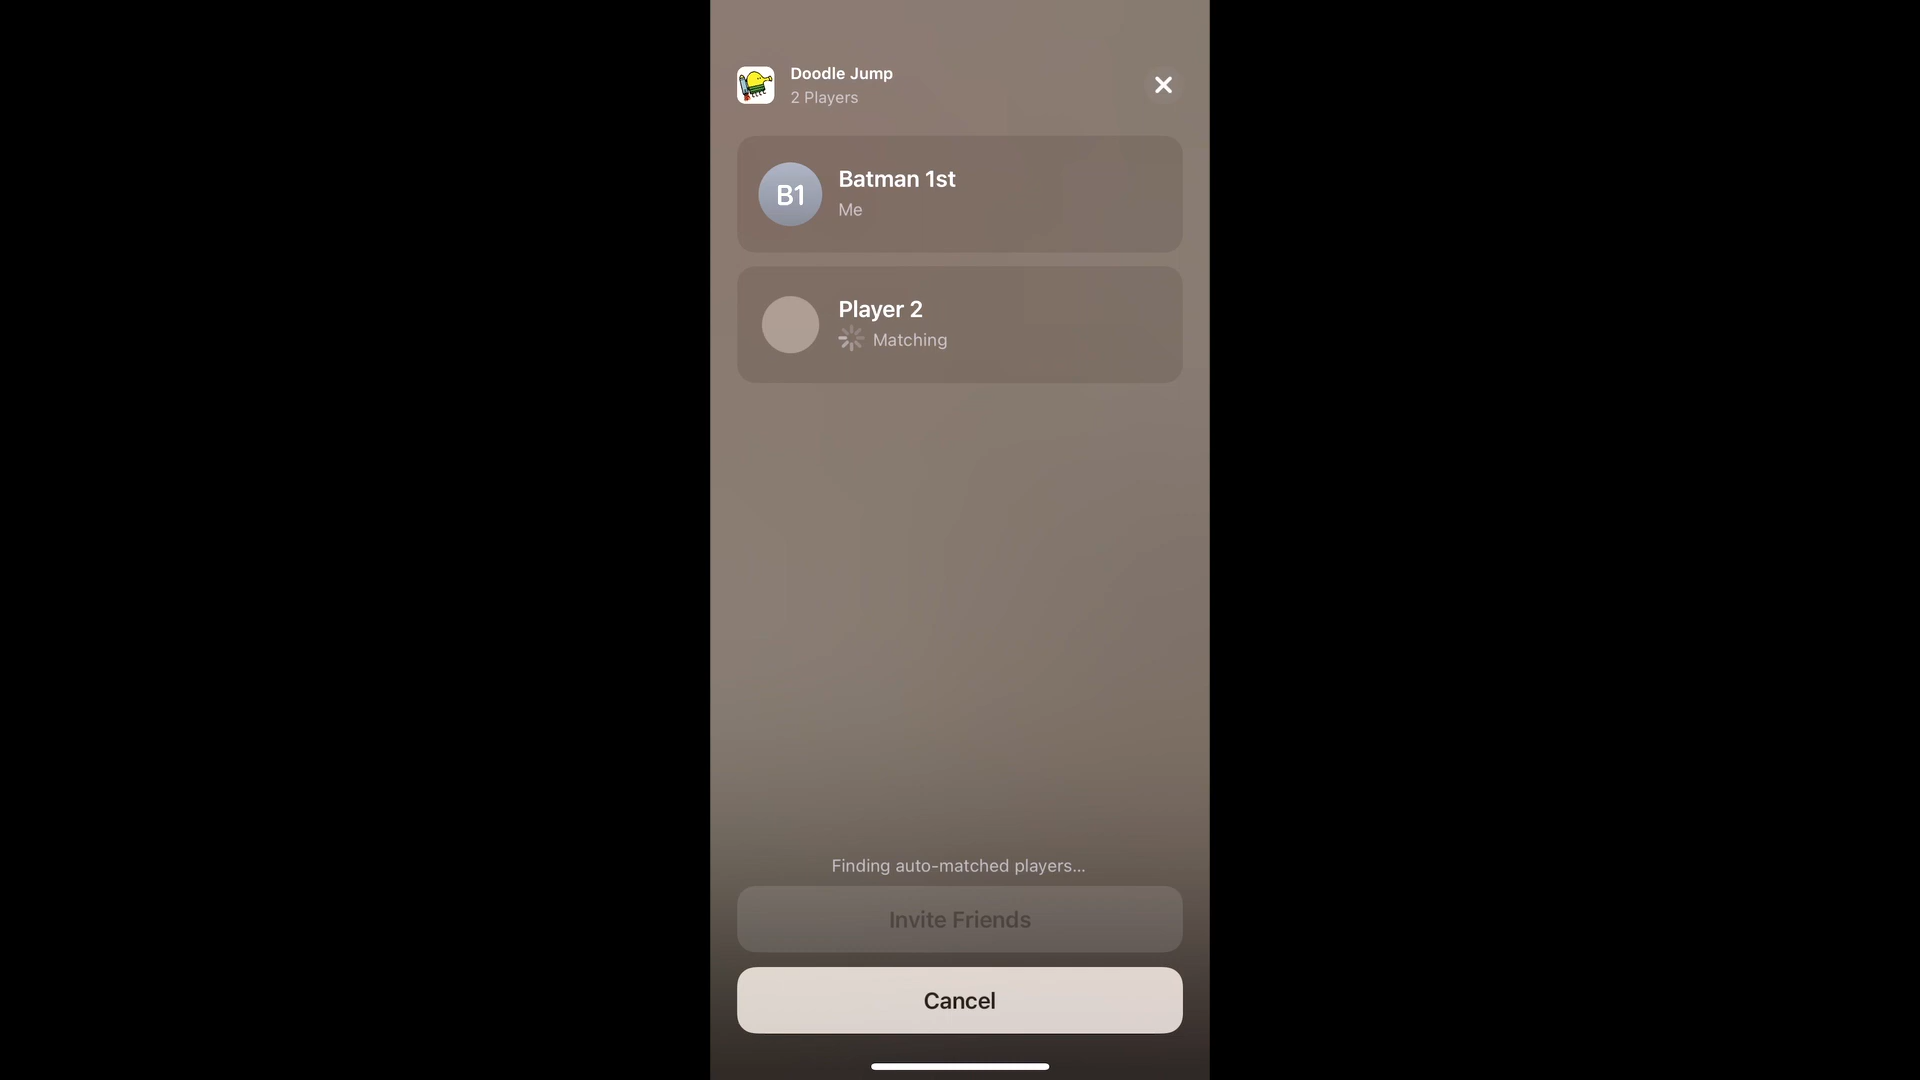 Doodle Jump
2 Players
B1
Batman 1st
Me
Player 2
Matching
Finding auto-matched players...
Invite Friends
Cancel